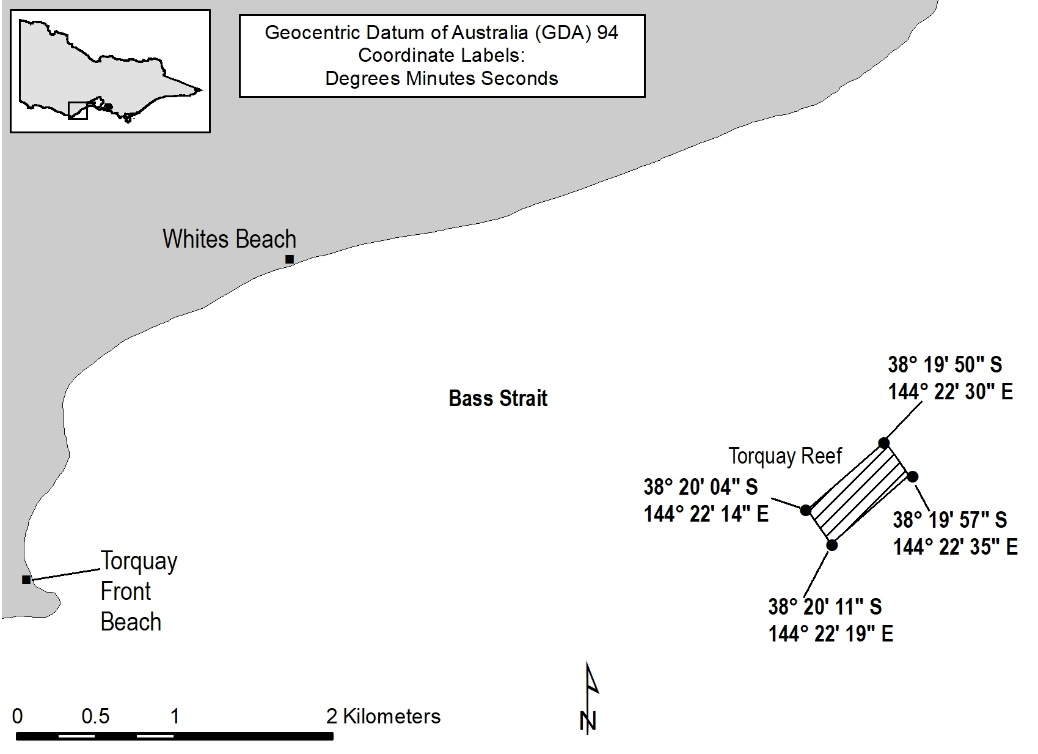 Geocentric Datum of Australia (GDA) 94
Coordinate Labels:
Degrees Minutes Seconds
Whites Beach
Bass Strait
38° 19' 50" S
144° 22' 30" E
Torquay Reef
38° 20' 04" S
144° 22' 14" E
38° 19' 57" S
144° 22' 35" E
Torquay
Front
Beach
38° 20' 11" S
144° 22' 19" E
N
0 0.5 1 2 Kilometers